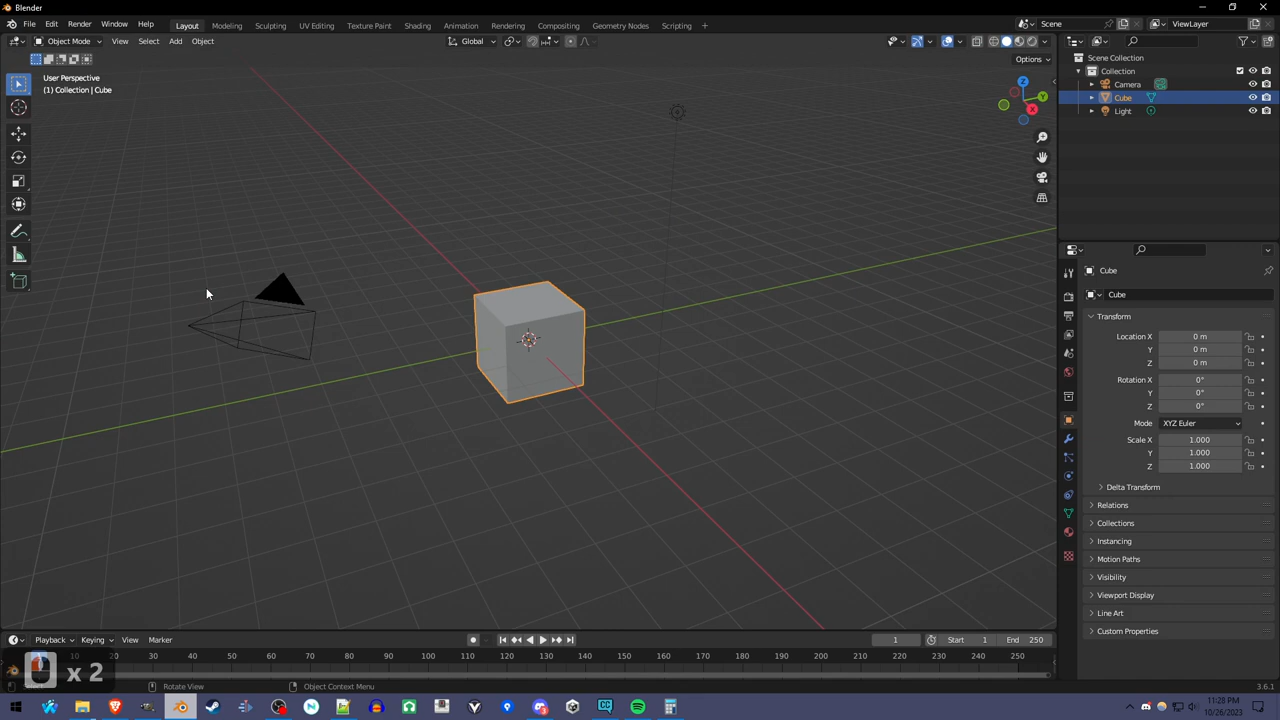 Blender
File Edit Render Window Help Layout Modeling Sculpting UV Editing Texture Paint Shading Animation Rendering Compositing Geometry Nodes Scripting + Scene ViewLayer
Object Mode View Select Add Object Global
Options
User Perspective
(1) Collection | Cube
Z
Y
X
Scene Collection
Collection
Camera
Cube
Light
Cube
Cube
Transform
Location X 0 m
Y 0 m
Z 0 m
Rotation X 0°
Y 0°
Z 0°
Mode XYZ Euler
Scale X 1.000
Y 1.000
Z 1.000
Delta Transform
Relations
Collections
Instancing
Motion Paths
Visibility
Viewport Display
Line Art
Custom Properties
Playback Keying View Marker 1 Start 1 End 250
10 20 30 40 50 60 70 80 90 100 110 120 130 140 150 160 170 180 190 200 210 220 230 240 250
x 2
Select Rotate View Object Context Menu 3.6.1
11:28 PM
10/26/2023